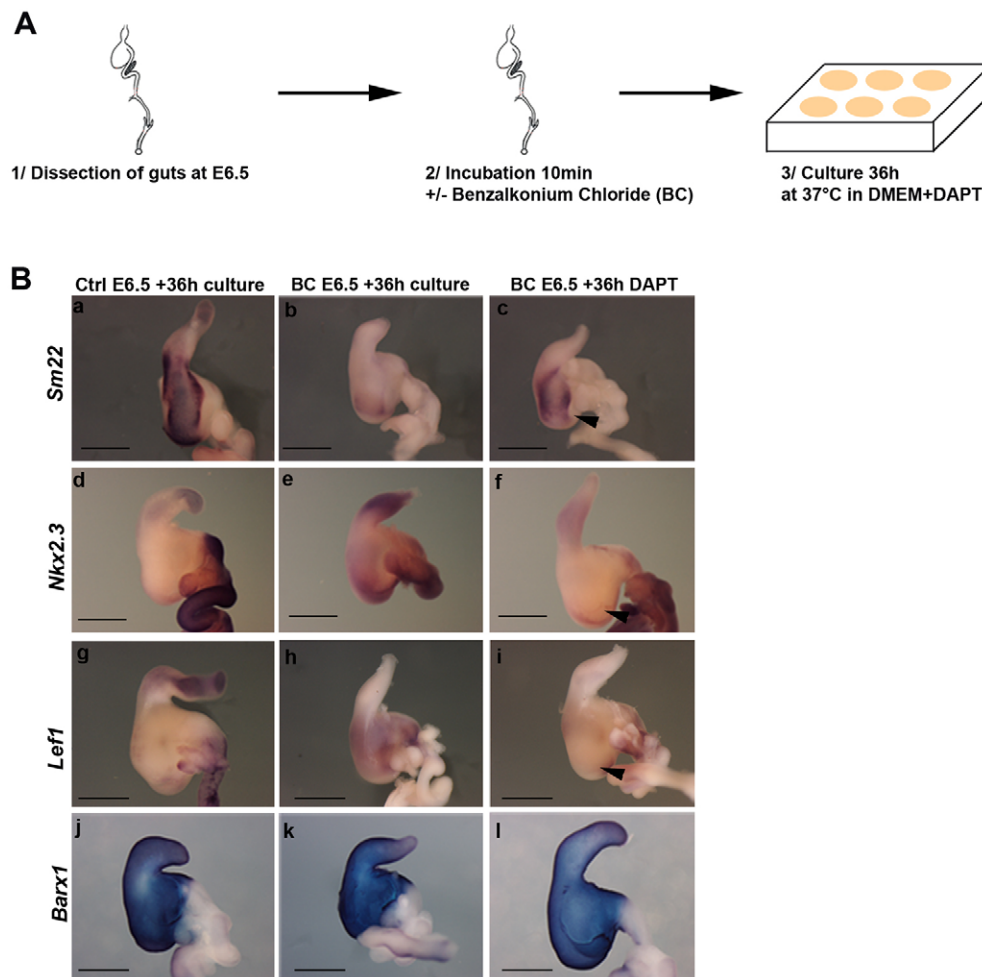 A
1/ Dissection of guts at E6.5
2/ Incubation 10min
+/- Benzalkonium Chloride (BC)
3/ Culture 36h
at 37°C in DMEM+DAPT
B
Ctrl E6.5 +36h culture
BC E6.5 +36h culture
BC E6.5 +36h DAPT
Sm22
a
b
c
Nkx2.3
d
e
f
Lef1
g
h
i
Barx1
j
k
l